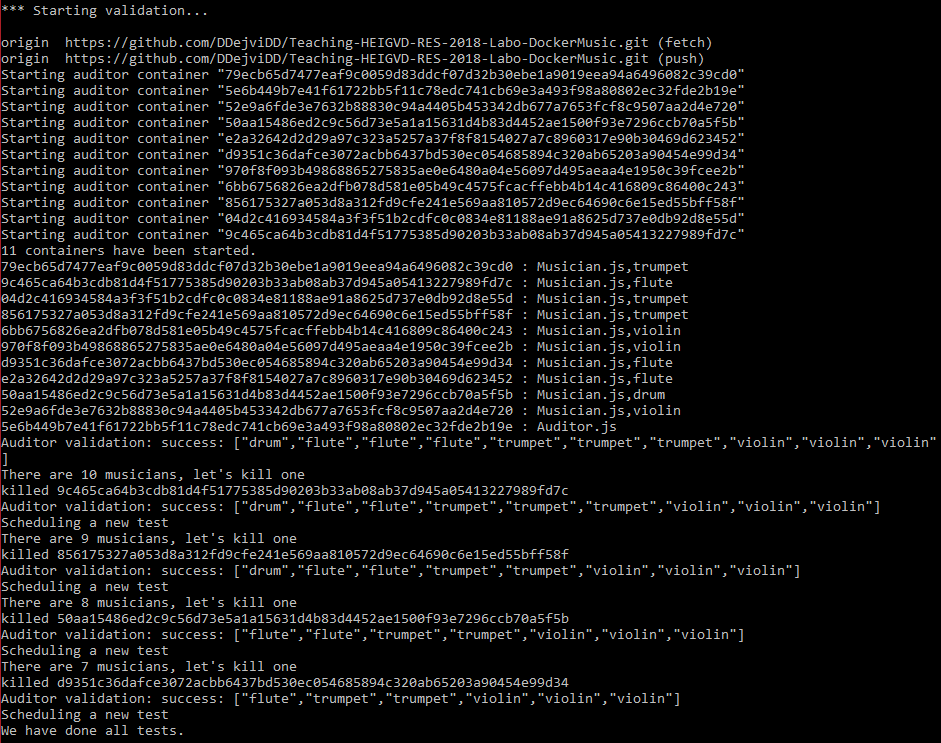 *** Starting validation...
origin  https://github.com/DDejviDD/Teaching-HEIGVD-RES-2018-Labo-DockerMusic.git (fetch)
origin  https://github.com/DDejviDD/Teaching-HEIGVD-RES-2018-Labo-DockerMusic.git (push)
Starting auditor container "79ecb65d7477eaf9c0059d83ddcf07d32b30ebe1a9019eea94a6496082c39cd0"
Starting auditor container "5e6b449b7e41f61722bb5f11c78edc741cb69e3a493f98a80802ec32fde2b19e"
Starting auditor container "52e9a6fde3e7632b88830c94a4405b453342db677a7653fcf8c9507aa2d4e720"
Starting auditor container "50aa15486ed2c9c56d73e5a1a15631d4b83d4452ae1500f93e7296ccb70a5f5b"
Starting auditor container "e2a32642d2d29a97c323a5257a37f8f8154027a7c8960317e90b30469d623452"
Starting auditor container "d9351c36dafce3072acbb6437bd530ec054685894c320ab65203a90454e99d34"
Starting auditor container "970f8f093b49868865275835ae0e6480a04e56097d495aeaa4e1950c39fcee2b"
Starting auditor container "6bb6756826ea2dfb078d581e05b49c4575fcacffebb4b14c416809c86400c243"
Starting auditor container "856175327a053d8a312fd9cfe241e569aa810572d9ec64690c6e15ed55bff58f"
Starting auditor container "04d2c416934584a3f3f51b2cdfc0c0834e81188ae91a8625d737e0db92d8e55d"
Starting auditor container "9c465ca64b3cdb81d4f51775385d90203b33ab08ab37d945a05413227989fd7c"
11 containers have been started.
79ecb65d7477eaf9c0059d83ddcf07d32b30ebe1a9019eea94a6496082c39cd0 : Musician.js,trumpet
9c465ca64b3cdb81d4f51775385d90203b33ab08ab37d945a05413227989fd7c : Musician.js,flute
04d2c416934584a3f3f51b2cdfc0c0834e81188ae91a8625d737e0db92d8e55d : Musician.js,trumpet
856175327a053d8a312fd9cfe241e569aa810572d9ec64690c6e15ed55bff58f : Musician.js,trumpet
6bb6756826ea2dfb078d581e05b49c4575fcacffebb4b14c416809c86400c243 : Musician.js,violin
970f8f093b49868865275835ae0e6480a04e56097d495aeaa4e1950c39fcee2b : Musician.js,violin
d9351c36dafce3072acbb6437bd530ec054685894c320ab65203a90454e99d34 : Musician.js,flute
e2a32642d2d29a97c323a5257a37f8f8154027a7c8960317e90b30469d623452 : Musician.js,flute
50aa15486ed2c9c56d73e5a1a15631d4b83d4452ae1500f93e7296ccb70a5f5b : Musician.js,drum
52e9a6fde3e7632b88830c94a4405b453342db677a7653fcf8c9507aa2d4e720 : Musician.js,violin
5e6b449b7e41f61722bb5f11c78edc741cb69e3a493f98a80802ec32fde2b19e : Auditor.js
Auditor validation: success: ["drum","flute","flute","flute","trumpet","trumpet","trumpet","violin","violin","violin"
]
There are 10 musicians, let's kill one
killed 9c465ca64b3cdb81d4f51775385d90203b33ab08ab37d945a05413227989fd7c
Auditor validation: success: ["drum","flute","flute","trumpet","trumpet","trumpet","violin","violin","violin"]
Scheduling a new test
There are 9 musicians, let's kill one
killed 856175327a053d8a312fd9cfe241e569aa810572d9ec64690c6e15ed55bff58f
Auditor validation: success: ["drum","flute","flute","trumpet","trumpet","violin","violin","violin"]
Scheduling a new test
There are 8 musicians, let's kill one
killed 50aa15486ed2c9c56d73e5a1a15631d4b83d4452ae1500f93e7296ccb70a5f5b
Auditor validation: success: ["flute","flute","trumpet","trumpet","violin","violin","violin"]
Scheduling a new test
There are 7 musicians, let's kill one
killed d9351c36dafce3072acbb6437bd530ec054685894c320ab65203a90454e99d34
Auditor validation: success: ["flute","trumpet","trumpet","violin","violin","violin"]
Scheduling a new test
We have done all tests.